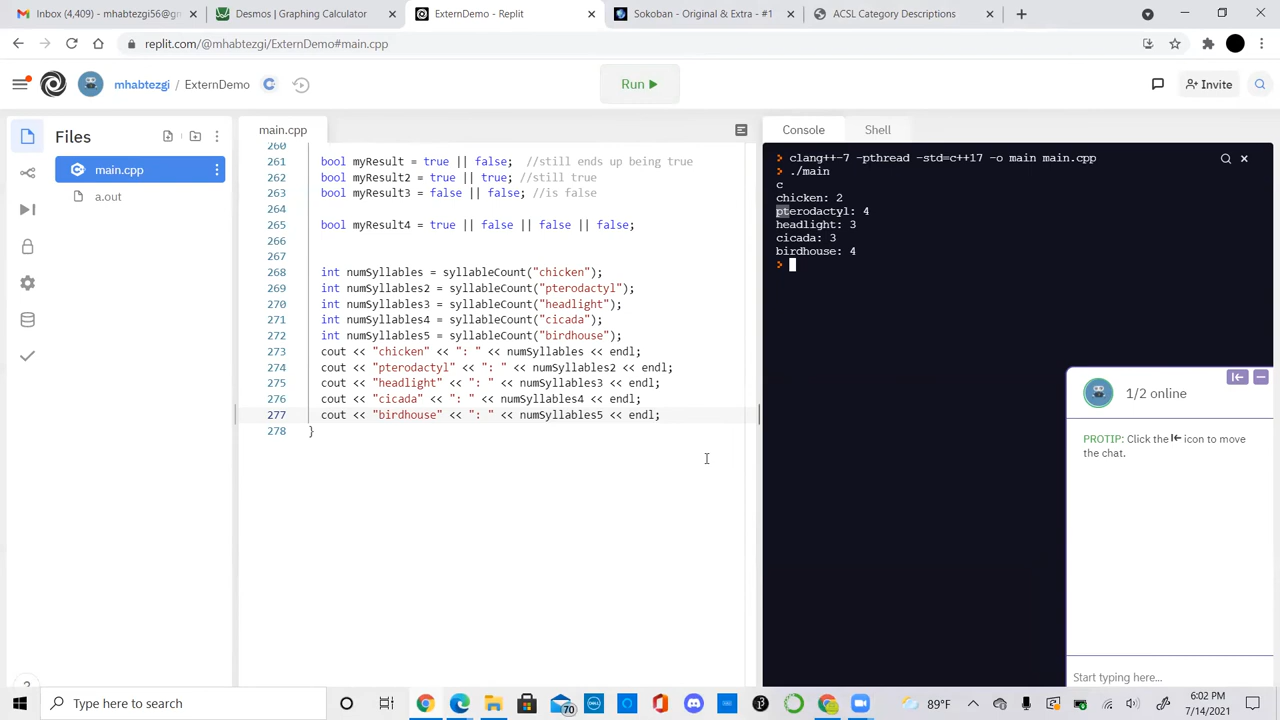 Inbox (4,409) - mhabtezgi56@gm
Desmos | Graphing Calculator
ExternDemo - Replit
Sokoban - Original & Extra - #1
ACSL Category Descriptions
replit.com/@mhabtezgi/ExternDemo#main.cpp
mhabtezgi / ExternDemo
Run
Invite
Files
main.cpp
Console
Shell
main.cpp
a.out
260
261 bool myResult = true || false; //still ends up being true
262 bool myResult2 = true || true; //still true
263 bool myResult3 = false || false; //is false
264
265 bool myResult4 = true || false || false || false;
266
267
268 int numSyllables = syllableCount("chicken");
269 int numSyllables2 = syllableCount("pterodactyl");
270 int numSyllables3 = syllableCount("headlight");
271 int numSyllables4 = syllableCount("cicada");
272 int numSyllables5 = syllableCount("birdhouse");
273 cout << "chicken" << ": " << numSyllables << endl;
274 cout << "pterodactyl" << ": " << numSyllables2 << endl;
275 cout << "headlight" << ": " << numSyllables3 << endl;
276 cout << "cicada" << ": " << numSyllables4 << endl;
277 cout << "birdhouse" << ": " << numSyllables5 << endl;
278 }
> clang++-7 -pthread -std=c++17 -o main main.cpp
> ./main
c
chicken: 2
pterodactyl: 4
headlight: 3
cicada: 3
birdhouse: 4
>
1/2 online
PROTIP: Click the icon to move
the chat.
Start typing here...
?
Type here to search
70
DELL
89°F
6:02 PM
7/14/2021